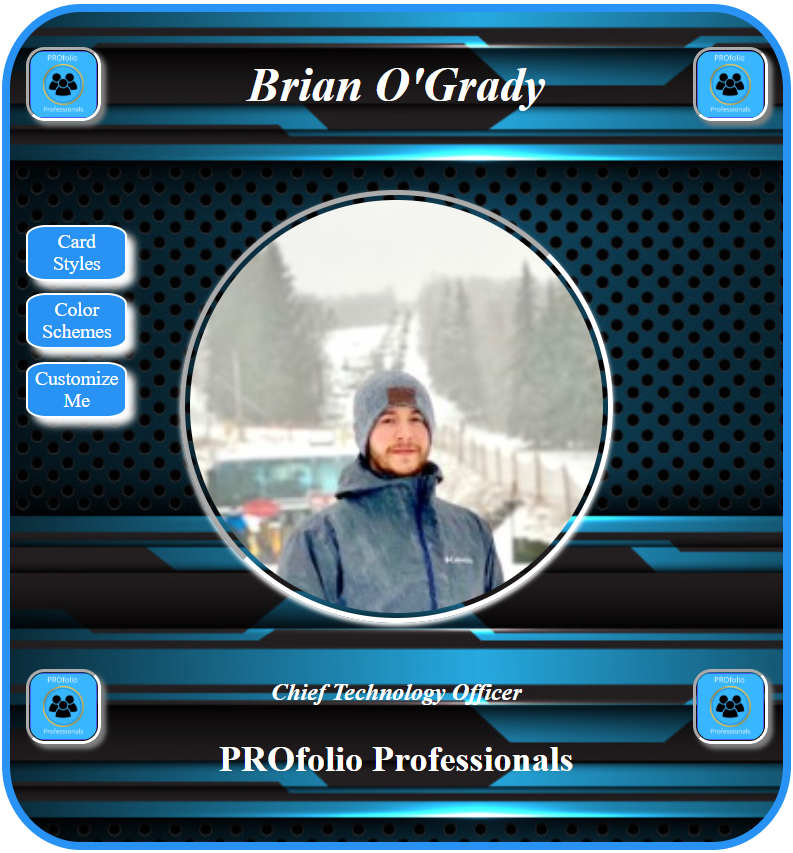 PROfolio
Professionals
Brian O'Grady
PROfolio
Professionals
Card
Styles
Color
Schemes
Customize
Me
Columbia
PROfolio
Professionals
Chief Technology Officer
PROfolio Professionals
PROfolio
Professionals